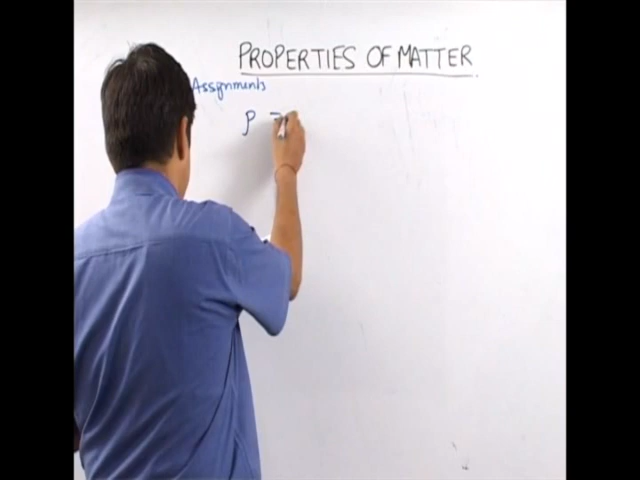 PROPERTIES OF MATTER
Assignments
ρ =